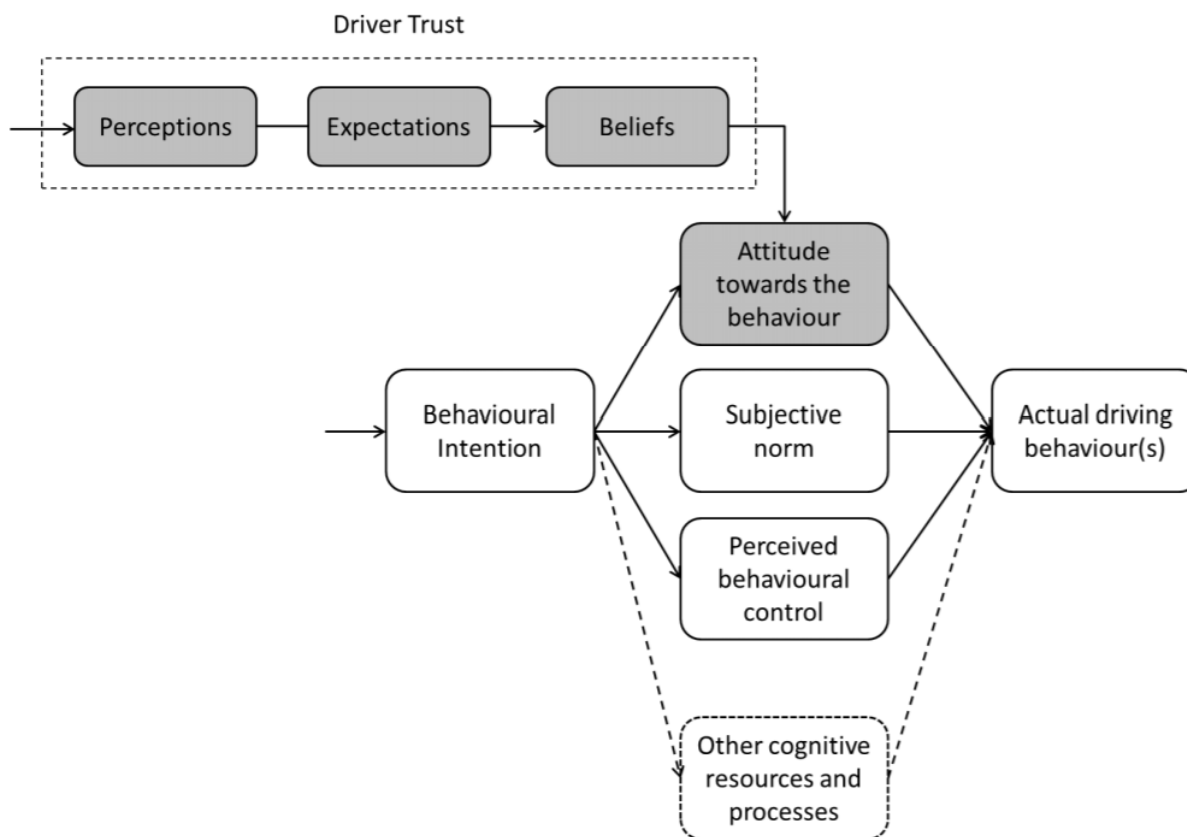 Driver Trust
Perceptions
Expectations
Beliefs
Attitude
towards the
behaviour
Behavioural
Intention
Subjective
norm
Actual driving
behaviour(s)
Perceived
behavioural
control
Other cognitive
resources and
processes